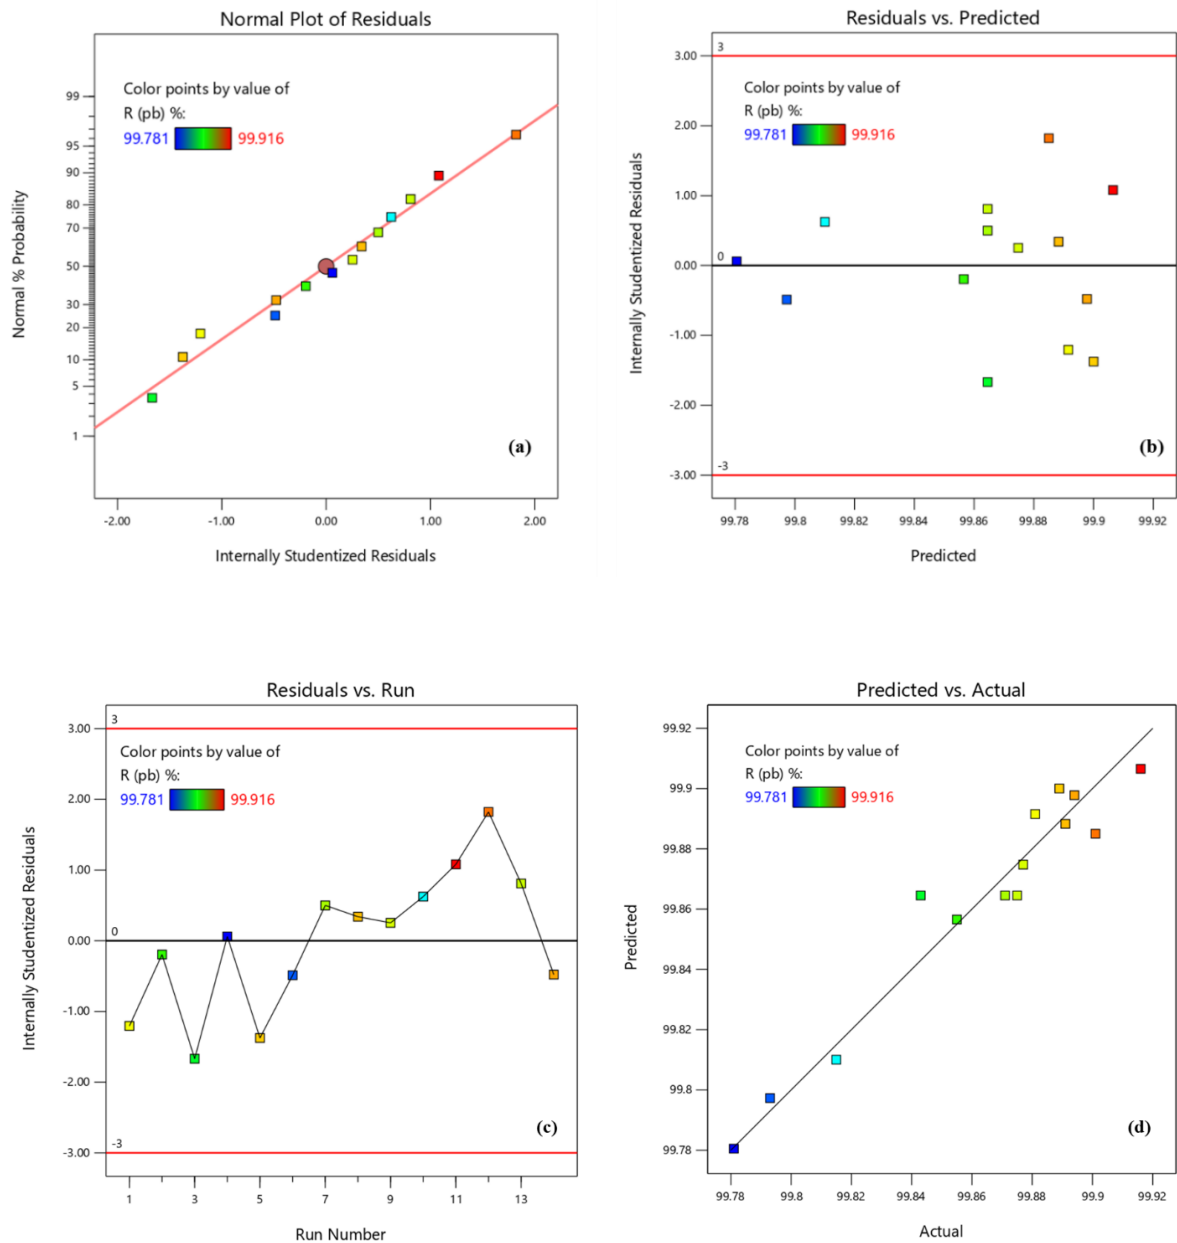 Normal Plot of Residuals
Color points by value of
R (pb) %:
99.781 99.916
99
95
90
80
70
50
30
20
10
5
1
Normal % Probability
(a)
-2.00 -1.00 0.00 1.00 2.00
Internally Studentized Residuals
Residuals vs. Predicted
3
3.00
Color points by value of
R (pb) %:
99.781 99.916
2.00
1.00
0
0.00
-1.00
-2.00
-3
-3.00
Internally Studentized Residuals
(b)
99.78 99.8 99.82 99.84 99.86 99.88 99.9 99.92
Predicted
Residuals vs. Run
3
3.00
Color points by value of
R (pb) %:
99.781 99.916
2.00
1.00
0
0.00
-1.00
-2.00
-3
-3.00
Internally Studentized Residuals
(c)
1 3 5 7 9 11 13
Run Number
Predicted vs. Actual
99.92
Color points by value of
R (pb) %:
99.781 99.916
99.9
99.88
99.86
99.84
99.82
99.8
99.78
Predicted
(d)
99.78 99.8 99.82 99.84 99.86 99.88 99.9 99.92
Actual